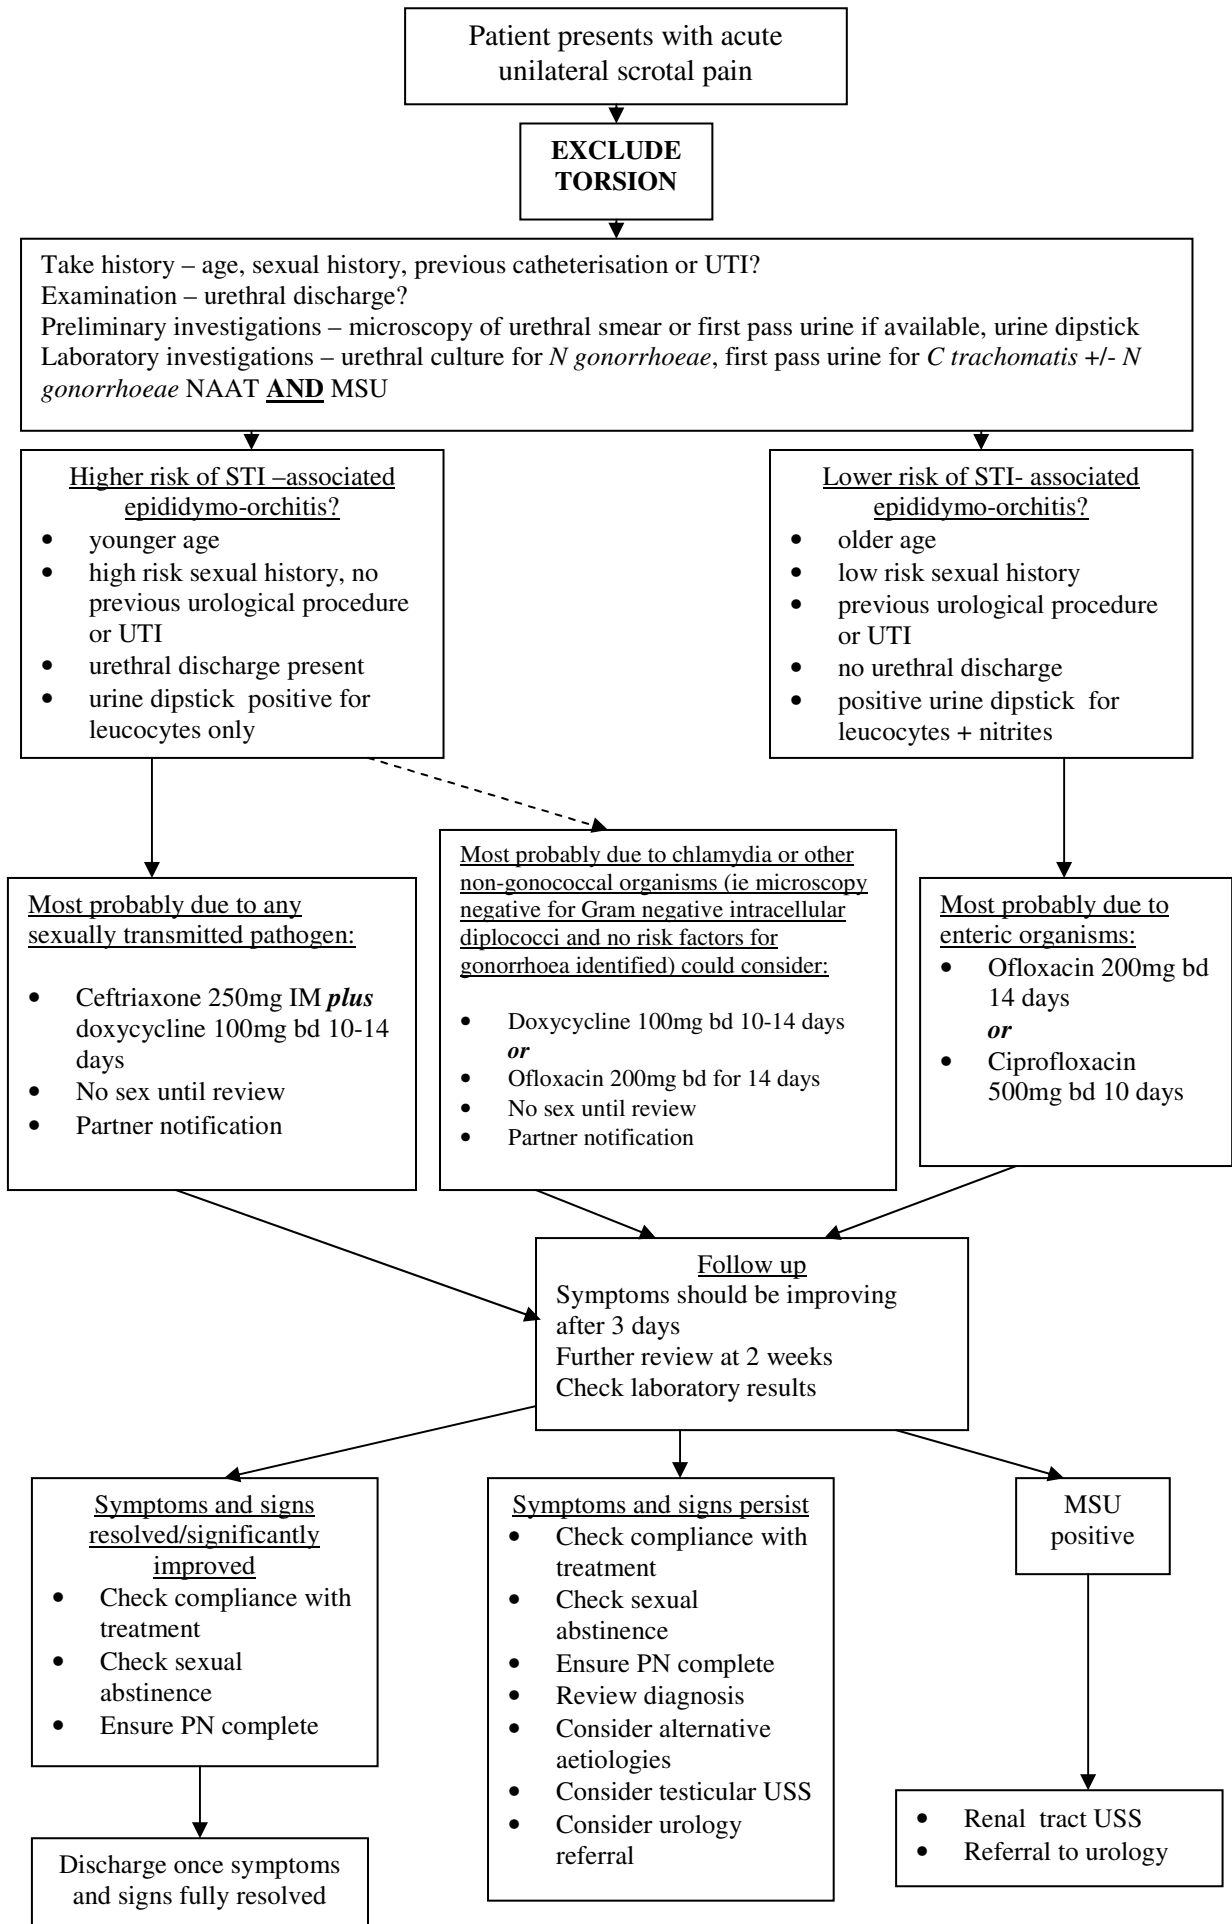 Patient presents with acute
unilateral scrotal pain
EXCLUDE
TORSION
Take history – age, sexual history, previous catheterisation or UTI?
Examination – urethral discharge?
Preliminary investigations – microscopy of urethral smear or first pass urine if available, urine dipstick
Laboratory investigations – urethral culture for N gonorrhoeae, first pass urine for C trachomatis +/- N
gonorrhoeae NAAT AND MSU
Higher risk of STI –associated
epididymo-orchitis?
• younger age
• high risk sexual history, no
previous urological procedure
or UTI
• urethral discharge present
• urine dipstick positive for
leucocytes only
Lower risk of STI- associated
epididymo-orchitis?
• older age
• low risk sexual history
• previous urological procedure
or UTI
• no urethral discharge
• positive urine dipstick for
leucocytes + nitrites
Most probably due to any
sexually transmitted pathogen:
• Ceftriaxone 250mg IM plus
doxycycline 100mg bd 10-14
days
• No sex until review
• Partner notification
Most probably due to chlamydia or other
non-gonococcal organisms (ie microscopy
negative for Gram negative intracellular
diplococci and no risk factors for
gonorrhoea identified) could consider:
• Doxycycline 100mg bd 10-14 days
or
• Ofloxacin 200mg bd for 14 days
• No sex until review
• Partner notification
Most probably due to
enteric organisms:
• Ofloxacin 200mg bd
14 days
or
• Ciprofloxacin
500mg bd 10 days
Follow up
Symptoms should be improving
after 3 days
Further review at 2 weeks
Check laboratory results
Symptoms and signs
resolved/significantly
improved
• Check compliance with
treatment
• Check sexual
abstinence
• Ensure PN complete
Symptoms and signs persist
• Check compliance with
treatment
• Check sexual
abstinence
• Ensure PN complete
• Review diagnosis
• Consider alternative
aetiologies
• Consider testicular USS
• Consider urology
referral
MSU
positive
• Renal tract USS
• Referral to urology
Discharge once symptoms
and signs fully resolved